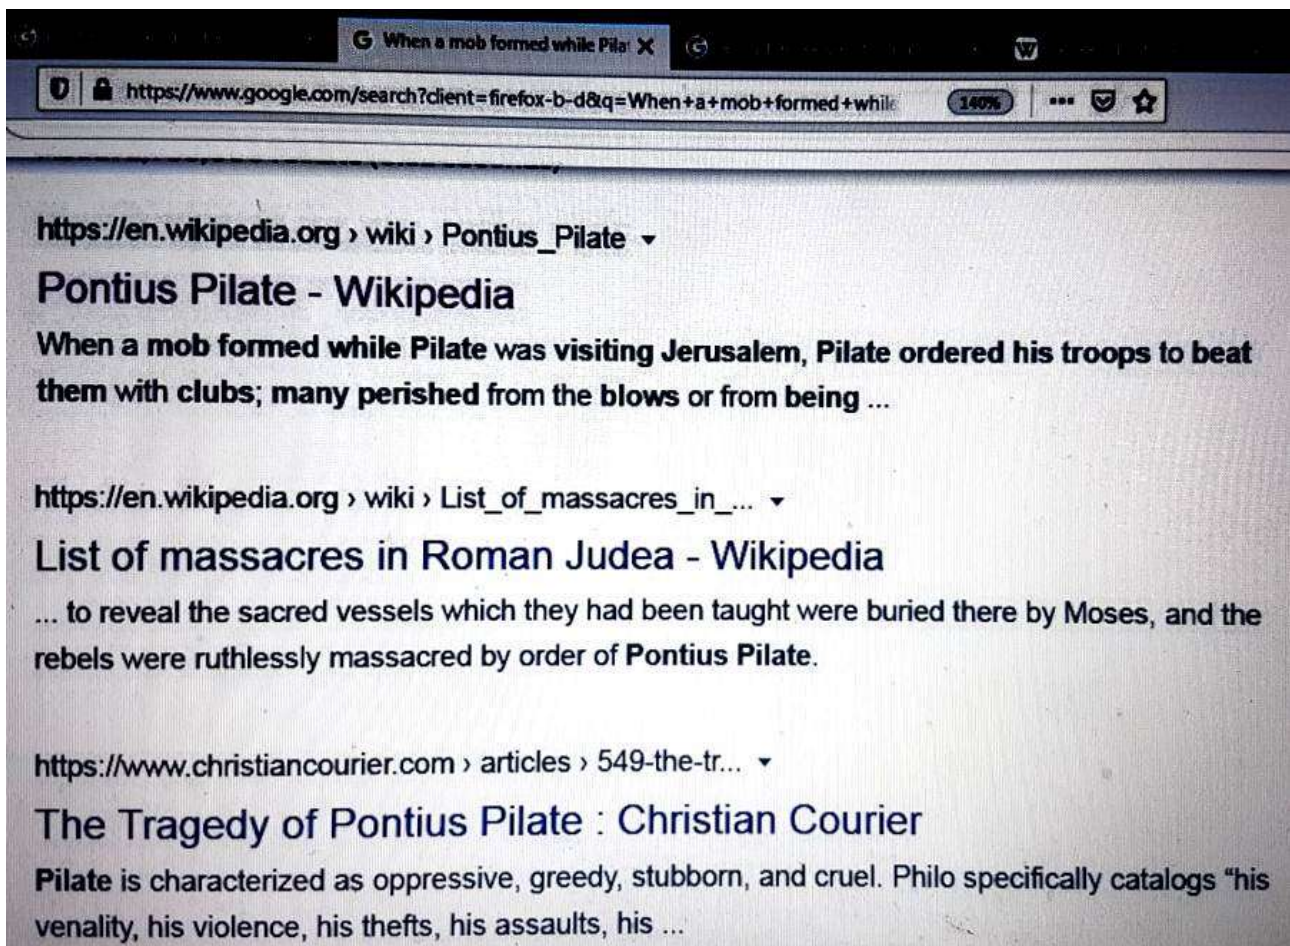 When a mob formed while Pila
https://www.google.com/search?client=firefox-b-d&q=When+a+mob+formed+while
140%
https://en.wikipedia.org › wiki › Pontius_Pilate
Pontius Pilate - Wikipedia
When a mob formed while Pilate was visiting Jerusalem, Pilate ordered his troops to beat
them with clubs; many perished from the blows or from being ...
https://en.wikipedia.org › wiki › List_of_massacres_in_...
List of massacres in Roman Judea - Wikipedia
... to reveal the sacred vessels which they had been taught were buried there by Moses, and the
rebels were ruthlessly massacred by order of Pontius Pilate.
https://www.christiancourier.com › articles › 549-the-tr...
The Tragedy of Pontius Pilate : Christian Courier
Pilate is characterized as oppressive, greedy, stubborn, and cruel. Philo specifically catalogs “his
venality, his violence, his thefts, his assaults, his ...